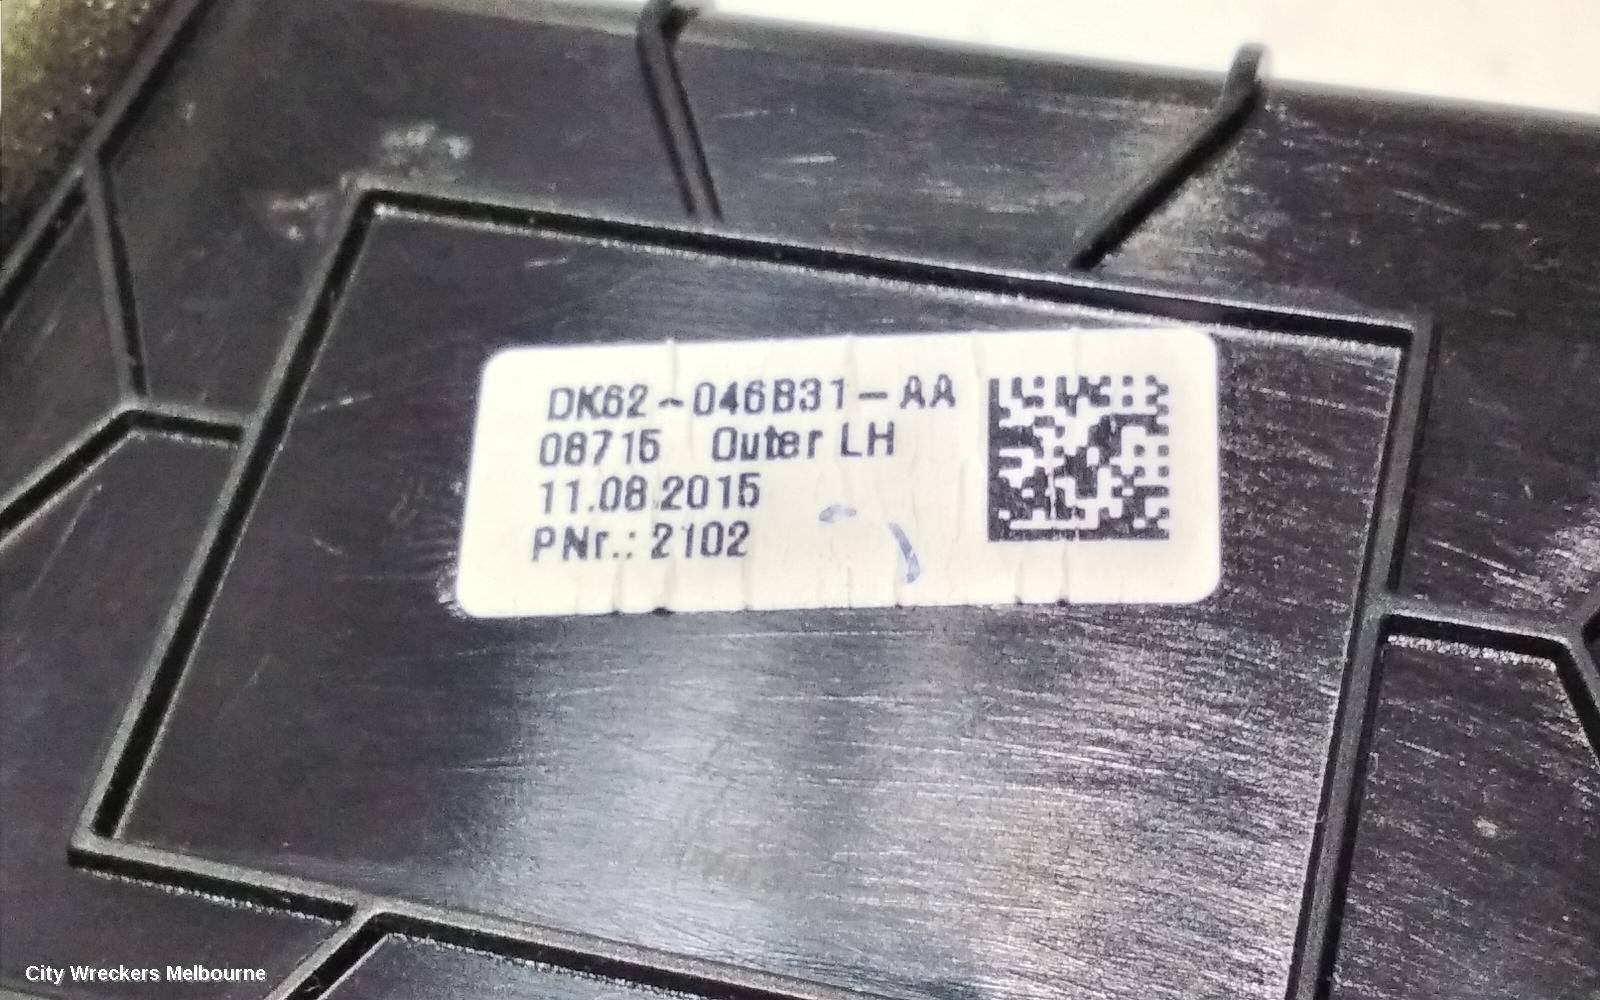 DK62-046B31-AA
08715 Outer LH
11.08.2015
PNr.: 2102
City Wreckers Melbourne